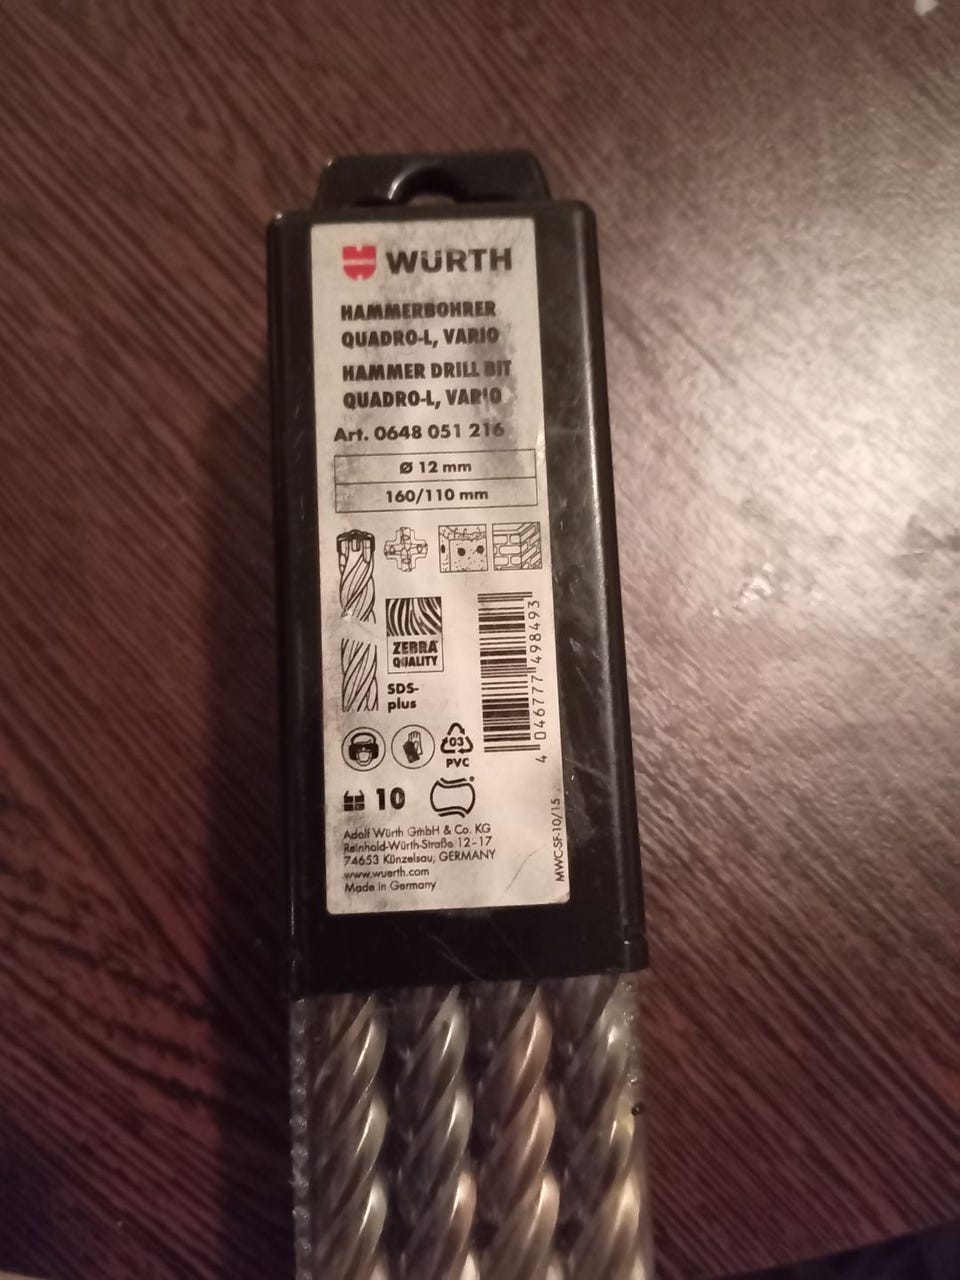 WÜRTH
HAMMERBOHRER
QUADRO-L, VARIO
HAMMER DRILL BIT
QUADRO-L, VARIO
Art. 0648 051 216
Ø 12 mm
160/110 mm
ZEBRA
QUALITY
SDS-
plus
4 046777 498493
03
PVC
10
Adolf Würth GmbH & Co. KG
Reinhold-Würth-Straße 12-17
74653 Künzelsau, GERMANY
www.wuerth.com
Made in Germany
MWC-SF-10/15